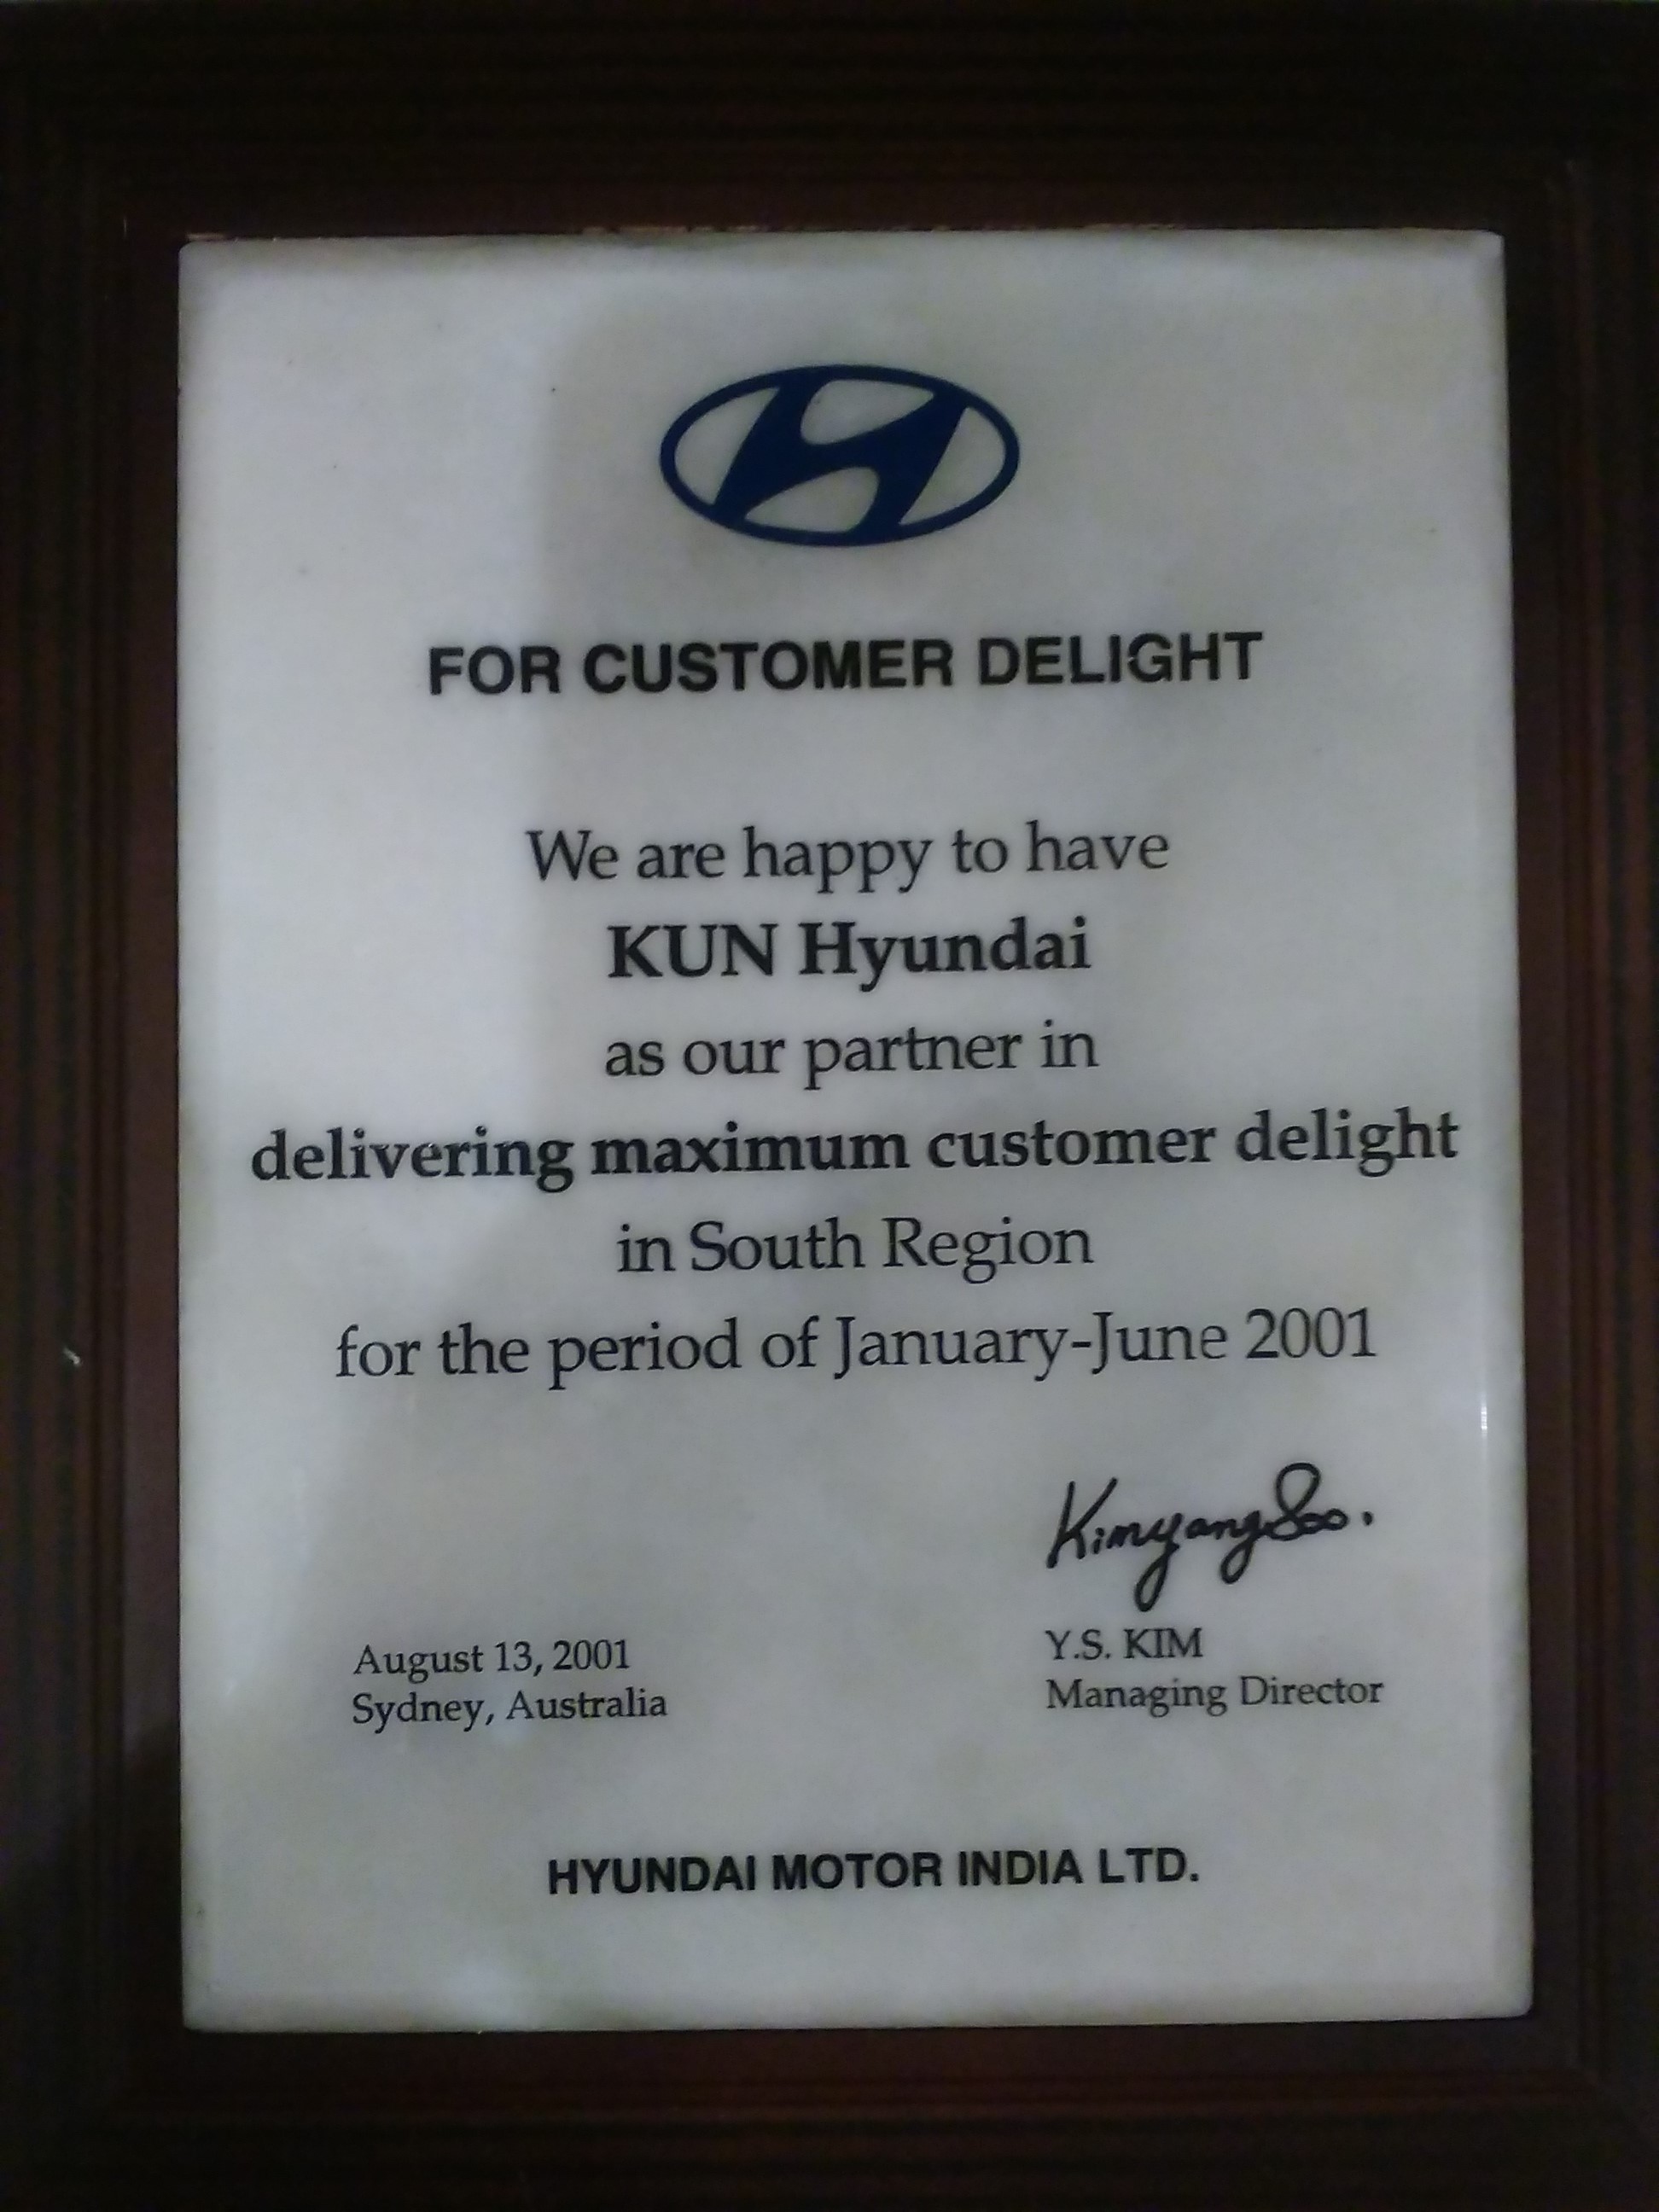 FOR CUSTOMER DELIGHT
We are happy to have
KUN Hyundai
as our partner in
delivering maximum customer delight
in South Region
for the period of January-June 2001
Kimyang Soo.
August 13, 2001
Sydney, Australia
Y.S. KIM
Managing Director
HYUNDAI MOTOR INDIA LTD.